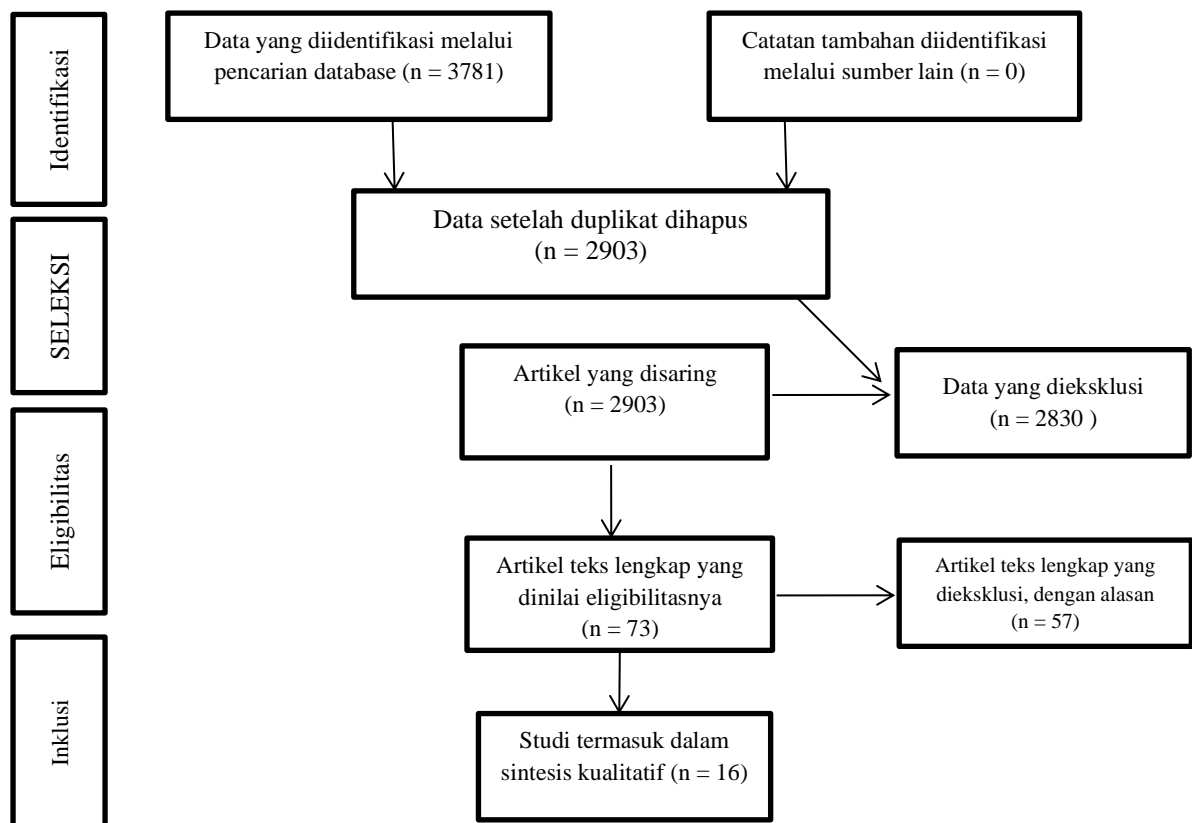 Identifikasi
Data yang diidentifikasi melalui
pencarian database (n = 3781)
Catatan tambahan diidentifikasi
melalui sumber lain (n = 0)
Data setelah duplikat dihapus
(n = 2903)
SELEKSI
Artikel yang disaring
(n = 2903)
Data yang dieksklusi
(n = 2830 )
Eligibilitas
Artikel teks lengkap yang
dinilai eligibilitasnya
(n = 73)
Artikel teks lengkap yang
dieksklusi, dengan alasan
(n = 57)
Inklusi
Studi termasuk dalam
sintesis kualitatif (n = 16)